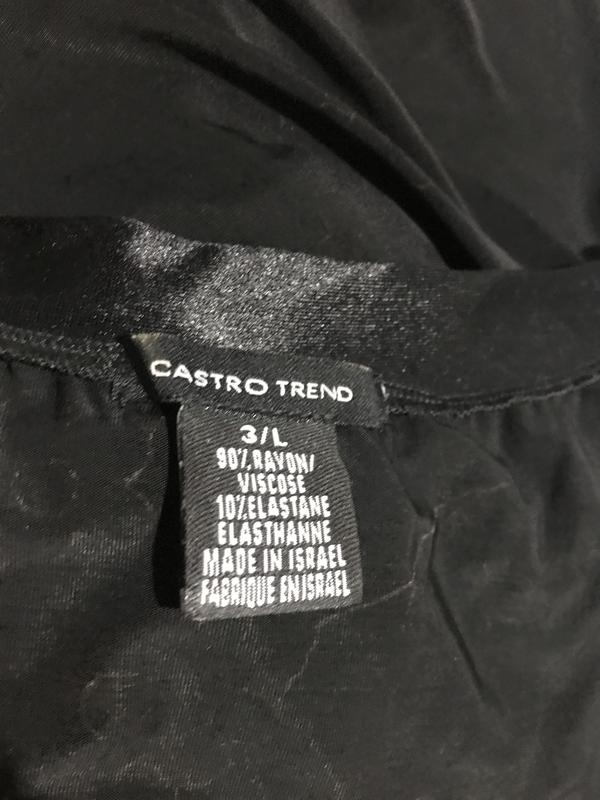 CASTRO TREND
3/L
90% RAYON/
VISCOSE
10% ELASTANE
ELASTHANNE
MADE IN ISRAEL
FABRIQUE EN ISRAEL